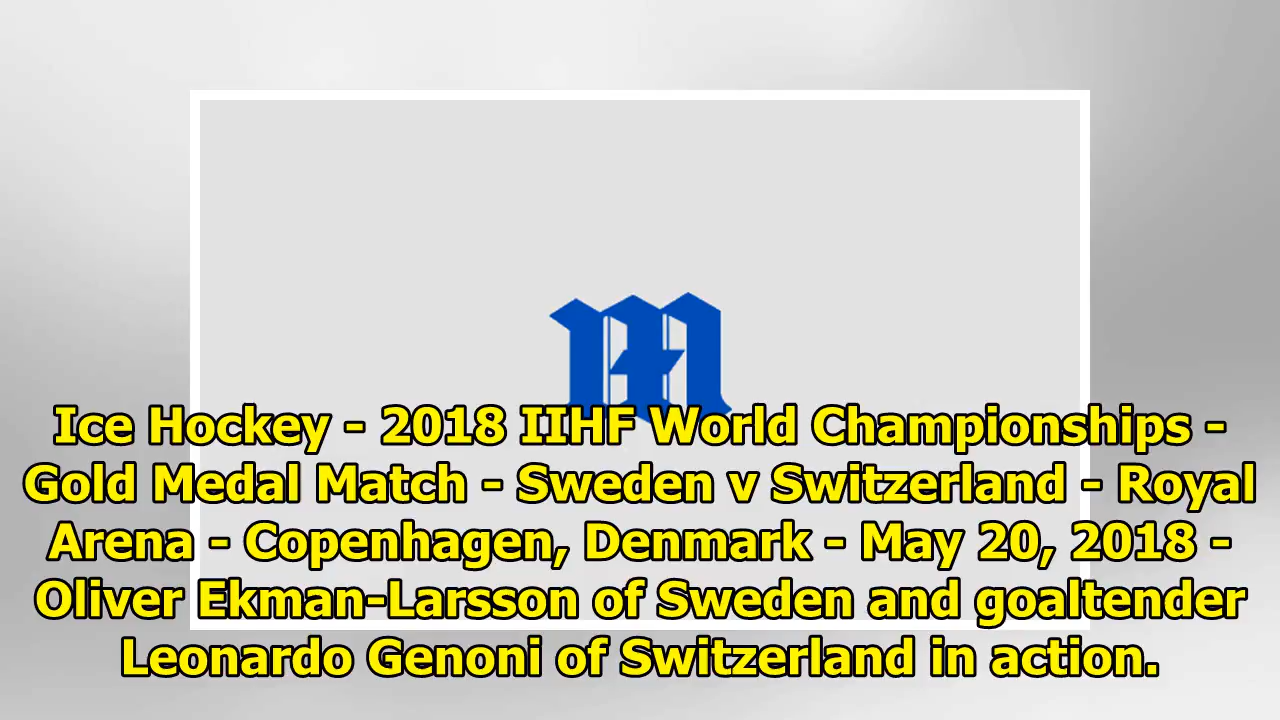 m
Ice Hockey - 2018 IIHF World Championships -
Gold Medal Match - Sweden v Switzerland - Royal
Arena - Copenhagen, Denmark - May 20, 2018 -
Oliver Ekman-Larsson of Sweden and goaltender
Leonardo Genoni of Switzerland in action.